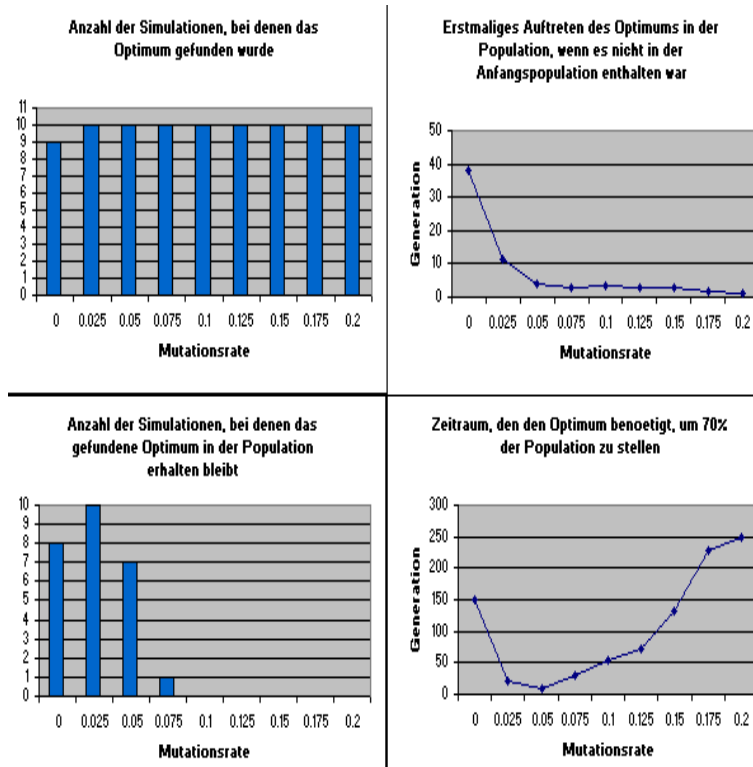 Anzahl der Simulationen, bei denen das
Optimum gefunden wurde
11
10
9
8
7
6
5
4
3
2
1
0
0 0.025 0.05 0.075 0.1 0.125 0.15 0.175 0.2
Mutationsrate
Erstmaliges Auftreten des Optimums in der
Population, wenn es nicht in der
Anfangspopulation enthalten war
Generation
50
40
30
20
10
0
0 0.025 0.05 0.075 0.1 0.125 0.15 0.175 0.2
Mutationsrate
Anzahl der Simulationen, bei denen das
gefundene Optimum in der Population
erhalten bleibt
10
9
8
7
6
5
4
3
2
1
0
0 0.025 0.05 0.075 0.1 0.125 0.15 0.175 0.2
Mutationsrate
Zeitraum, den den Optimum benoetigt, um 70%
der Population zu stellen
Generation
300
250
200
150
100
50
0
0 0.025 0.05 0.075 0.1 0.125 0.15 0.175 0.2
Mutationsrate